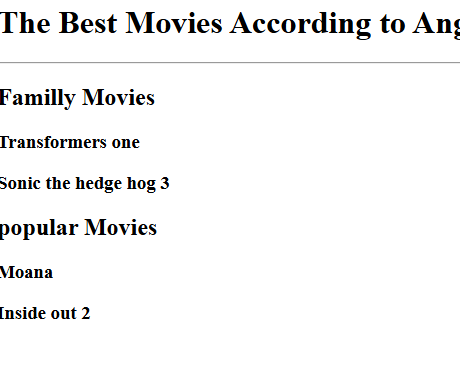 The Best Movies According to Ang
Familly Movies
Transformers one
Sonic the hedge hog 3
popular Movies
Moana
Inside out 2